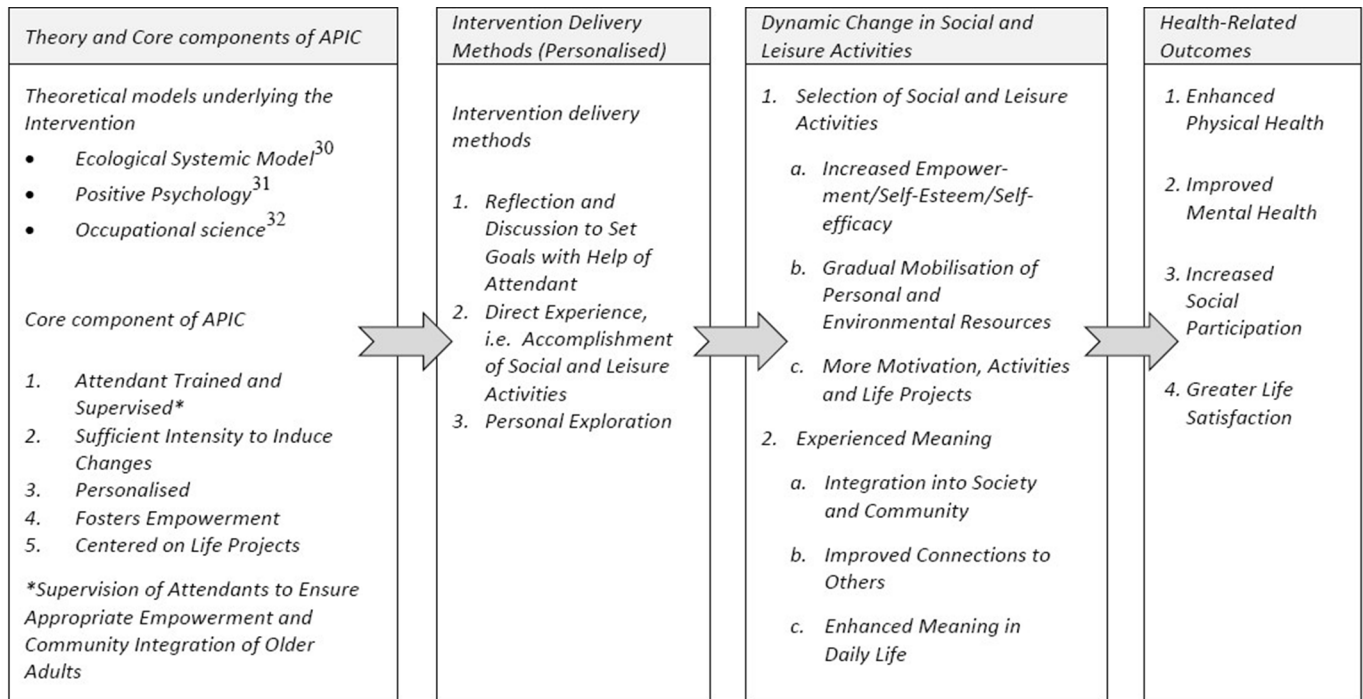 Theory and Core components of APIC
Theoretical models underlying the
Intervention
• Ecological Systemic Model30
• Positive Psychology31
• Occupational science32
Core component of APIC
1. Attendant Trained and
Supervised*
2. Sufficient Intensity to Induce
Changes
3. Personalised
4. Fosters Empowerment
5. Centered on Life Projects
*Supervision of Attendants to Ensure
Appropriate Empowerment and
Community Integration of Older
Adults
Intervention Delivery
Methods (Personalised)
Intervention delivery
methods
1. Reflection and
Discussion to Set
Goals with Help of
Attendant
2. Direct Experience,
i.e. Accomplishment
of Social and Leisure
Activities
3. Personal Exploration
Dynamic Change in Social and
Leisure Activities
1. Selection of Social and Leisure
Activities
a. Increased Empower-
ment/Self-Esteem/Self-
efficacy
b. Gradual Mobilisation of
Personal and
Environmental Resources
c. More Motivation, Activities
and Life Projects
2. Experienced Meaning
a. Integration into Society
and Community
b. Improved Connections to
Others
c. Enhanced Meaning in
Daily Life
Health-Related
Outcomes
1. Enhanced
Physical Health
2. Improved
Mental Health
3. Increased
Social
Participation
4. Greater Life
Satisfaction